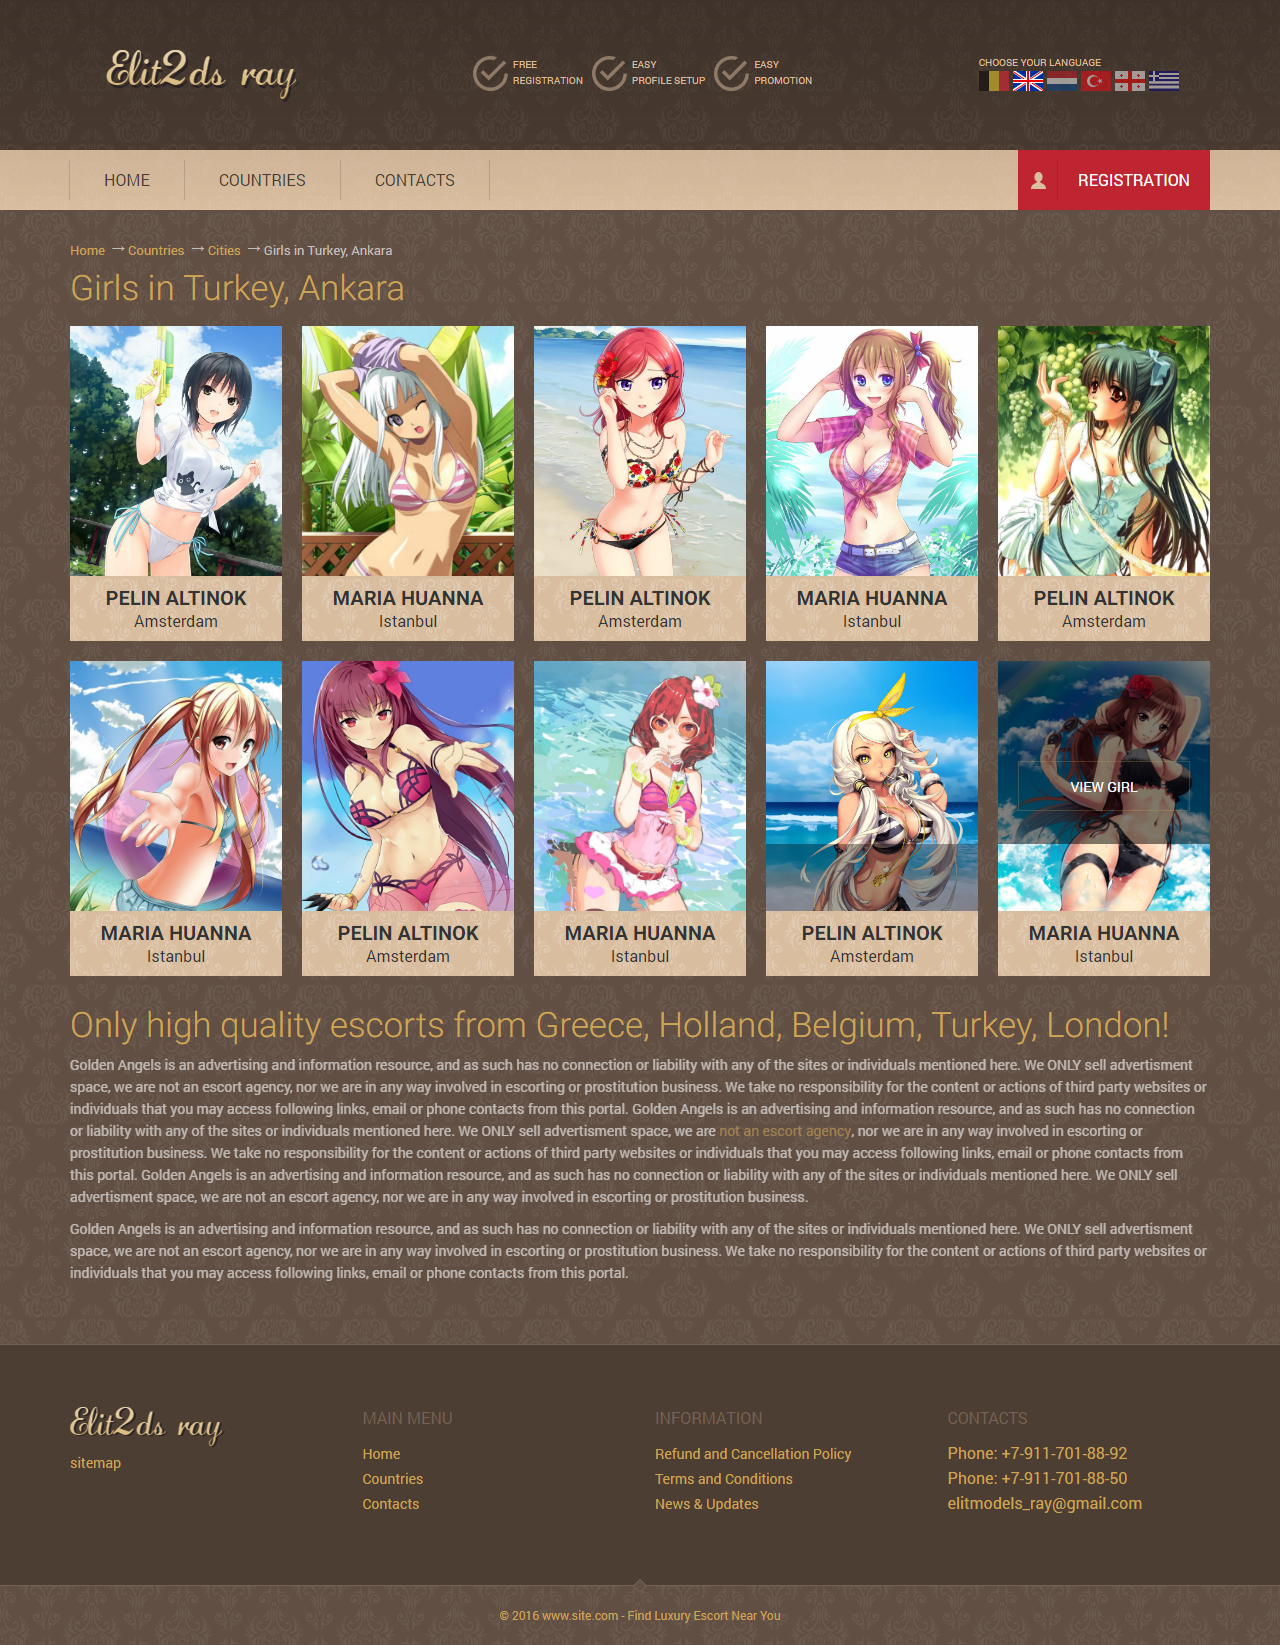 Elit2ds ray
FREE
REGISTRATION
EASY
PROFILE SETUP
EASY
PROMOTION
CHOOSE YOUR LANGUAGE
HOME
COUNTRIES
CONTACTS
REGISTRATION
Home → Countries → Cities → Girls in Turkey, Ankara
Girls in Turkey, Ankara
PELIN ALTINOK
Amsterdam
MARIA HUANNA
Istanbul
PELIN ALTINOK
Amsterdam
MARIA HUANNA
Istanbul
PELIN ALTINOK
Amsterdam
VIEW GIRL
MARIA HUANNA
Istanbul
PELIN ALTINOK
Amsterdam
MARIA HUANNA
Istanbul
PELIN ALTINOK
Amsterdam
MARIA HUANNA
Istanbul
Only high quality escorts from Greece, Holland, Belgium, Turkey, London!
Golden Angels is an advertising and information resource, and as such has no connection or liability with any of the sites or individuals mentioned here. We ONLY sell advertisment
space, we are not an escort agency, nor we are in any way involved in escorting or prostitution business. We take no responsibility for the content or actions of third party websites or
individuals that you may access following links, email or phone contacts from this portal. Golden Angels is an advertising and information resource, and as such has no connection
or liability with any of the sites or individuals mentioned here. We ONLY sell advertisment space, we are not an escort agency, nor we are in any way involved in escorting or
prostitution business. We take no responsibility for the content or actions of third party websites or individuals that you may access following links, email or phone contacts from
this portal. Golden Angels is an advertising and information resource, and as such has no connection or liability with any of the sites or individuals mentioned here. We ONLY sell
advertisment space, we are not an escort agency, nor we are in any way involved in escorting or prostitution business.
Golden Angels is an advertising and information resource, and as such has no connection or liability with any of the sites or individuals mentioned here. We ONLY sell advertisment
space, we are not an escort agency, nor we are in any way involved in escorting or prostitution business. We take no responsibility for the content or actions of third party websites or
individuals that you may access following links, email or phone contacts from this portal.
Elit2ds ray
sitemap
MAIN MENU
Home
Countries
Contacts
INFORMATION
Refund and Cancellation Policy
Terms and Conditions
News & Updates
CONTACTS
Phone: +7-911-701-88-92
Phone: +7-911-701-88-50
elitmodels_ray@gmail.com
© 2016 www.site.com - Find Luxury Escort Near You